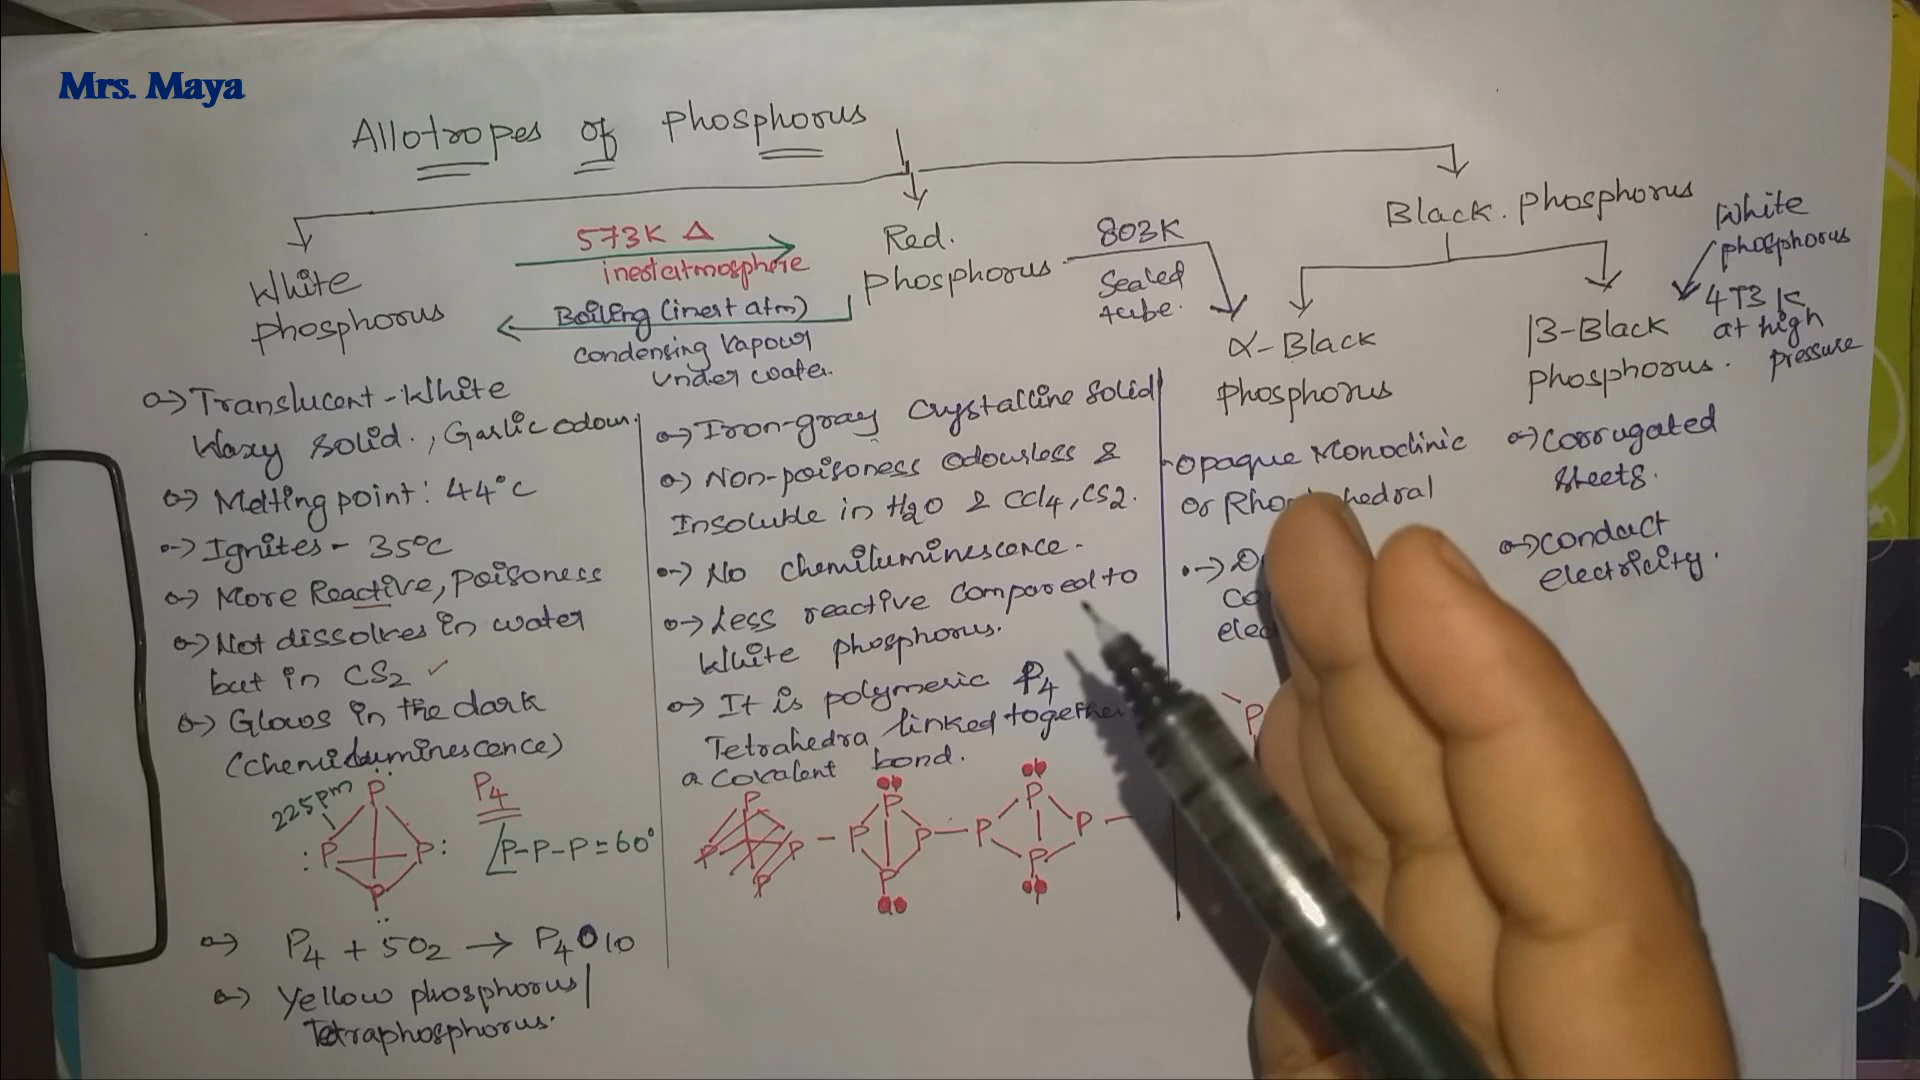 Mrs. Maya
Allotropes of phosphorus
White
phosphorus
573K Δ
inert atmosphere
Boiling (inert atm)
condensing vapour
under water.
Red.
phosphorus
803K
Sealed
tube.
Black. phosphorus
α-Black
phosphorus
β-Black
phosphorus.
White
phosphorus
473 K
at high
pressure
→ Translucent-White
Waxy solid., Garlic odour.
→ Melting point: 44°C
→ Ignites - 35°C
→ More Reactive, poisoness
→ Not dissolves in water
but in CS2 ✓
→ Glows in the dark
(chemiluminescence)
225pm
P4
P
:P
P:
P
∠P-P-P = 60°
→ P4 + 5O2 → P4O10
→ Yellow phosphorus/
Tetraphosphorus.
→ Iron-gray crystalline solid
→ Non-poisoness odourless &
Insoluble in H2O & CCl4, CS2.
→ No chemiluminescence.
→ Less reactive compared to
White phosphorus.
→ It is polymeric P4
Tetrahedra linked together
a covalent bond.
P P P
P P P P P P
P P P
opaque Monoclinic
or Rho hedral
→ D
co
elec
P
→ corrugated
sheets.
→ conduct
electricity.